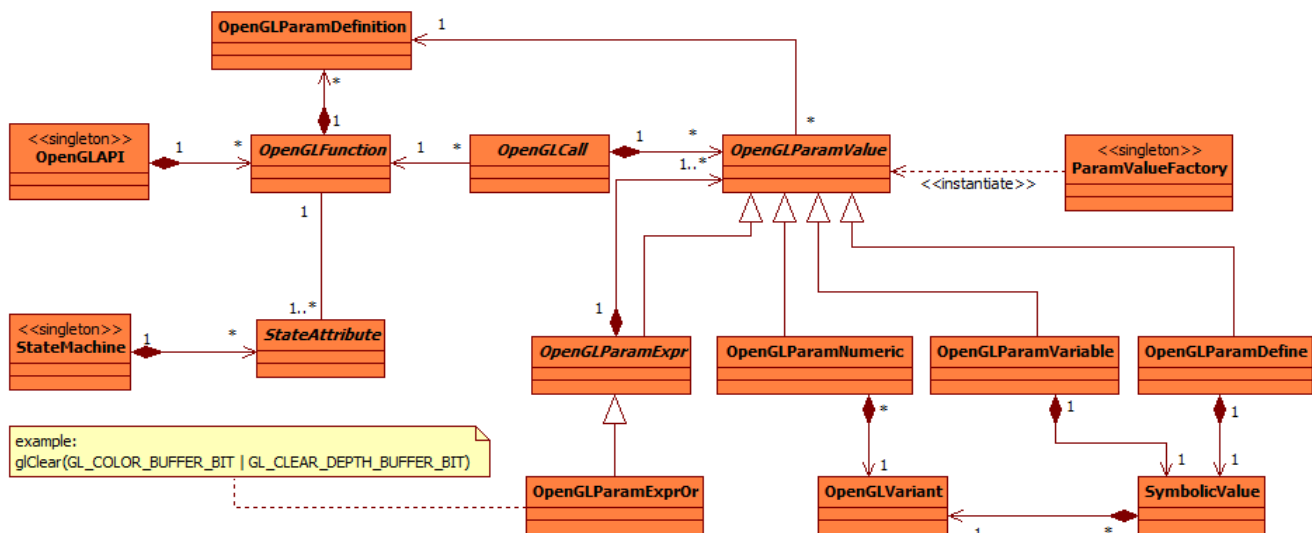 OpenGLParamDefinition
1
*
1
*
<<singleton>>
OpenGLAPI
1
*
OpenGLFunction
1
*
OpenGLCall
1
*
1..*
OpenGLParamValue
<<instantiate>>
<<singleton>>
ParamValueFactory
1
1..*
<<singleton>>
StateMachine
1
*
StateAttribute
1
OpenGLParamExpr
OpenGLParamNumeric
OpenGLParamVariable
OpenGLParamDefine
*
1
1
example:
glClear(GL_COLOR_BUFFER_BIT | GL_CLEAR_DEPTH_BUFFER_BIT)
1
1
1
OpenGLParamExprOr
OpenGLVariant
SymbolicValue
1
*